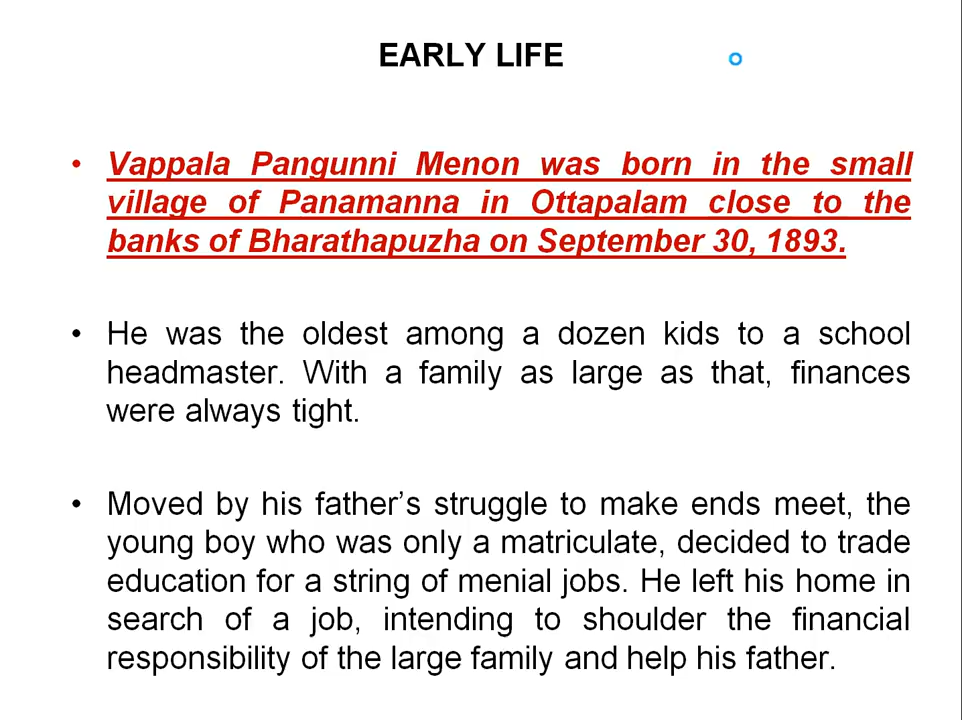 EARLY LIFE
• Vappala Pangunni Menon was born in the small
village of Panamanna in Ottapalam close to the
banks of Bharathapuzha on September 30, 1893.
• He was the oldest among a dozen kids to a school
headmaster. With a family as large as that, finances
were always tight.
• Moved by his father’s struggle to make ends meet, the
young boy who was only a matriculate, decided to trade
education for a string of menial jobs. He left his home in
search of a job, intending to shoulder the financial
responsibility of the large family and help his father.